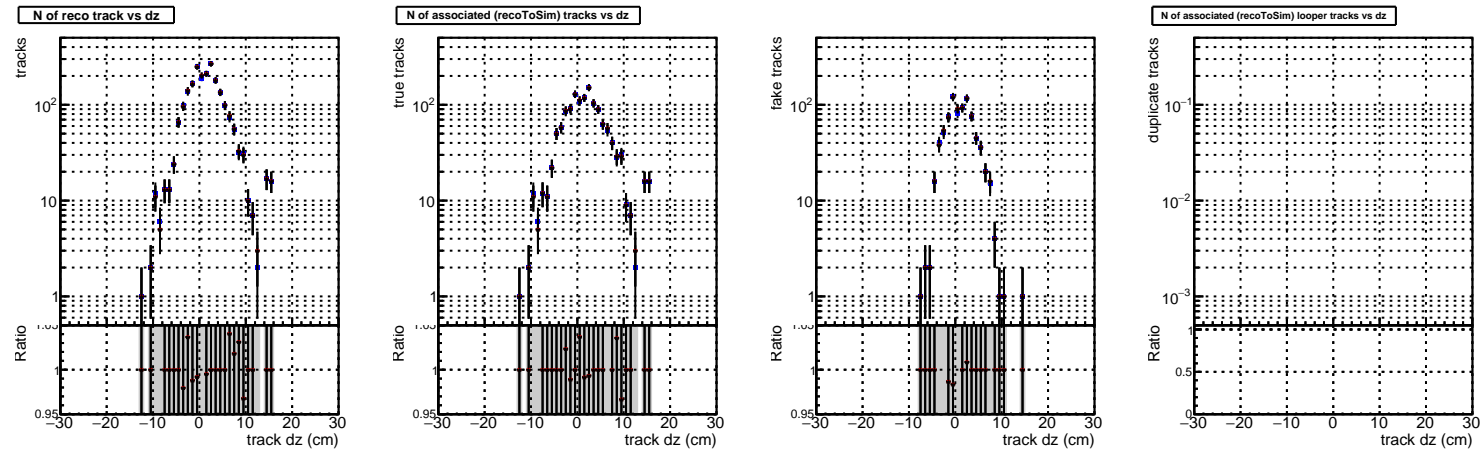 N of reco track vs dz
tracks
10²
10
1
Ratio
1
0.95
−30 −20 −10 0 10 20 30
track dz (cm)
N of associated (recoToSim) tracks vs dz
true tracks
10²
10
1
Ratio
1
0.95
−30 −20 −10 0 10 20 30
track dz (cm)
fake tracks
10²
10
1
Ratio
1
0.95
−30 −20 −10 0 10 20 30
track dz (cm)
N of associated (recoToSim) looper tracks vs dz
duplicate tracks
10⁻¹
10⁻²
10⁻³
Ratio
1
0.5
0
−30 −20 −10 0 10 20 30
track dz (cm)